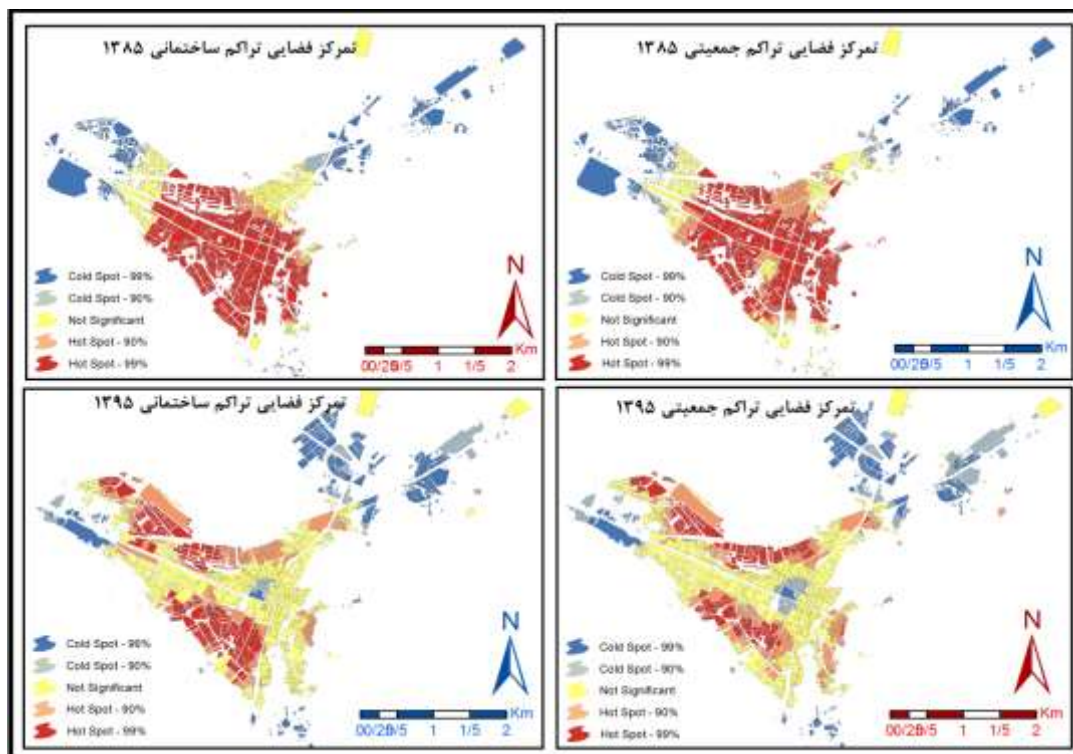 تمرکز فضایی تراکم ساختمانی ۱۳۸۵
Cold Spot - 99%
Cold Spot - 90%
Not Significant
Hot Spot - 90%
Hot Spot - 99%
N
Km
1 1/5 2
تمرکز فضایی تراکم جمعیتی ۱۳۸۵
Cold Spot - 99%
Cold Spot - 90%
Not Significant
Hot Spot - 90%
Hot Spot - 99%
N
Km
1 1/5 2
تمرکز فضایی تراکم ساختمانی ۱۳۹۵
Cold Spot - 99%
Cold Spot - 90%
Not Significant
Hot Spot - 90%
Hot Spot - 99%
N
Km
1 1/5 2
تمرکز فضایی تراکم جمعیتی ۱۳۹۵
Cold Spot - 99%
Cold Spot - 90%
Not Significant
Hot Spot - 90%
Hot Spot - 99%
N
Km
1 1/5 2